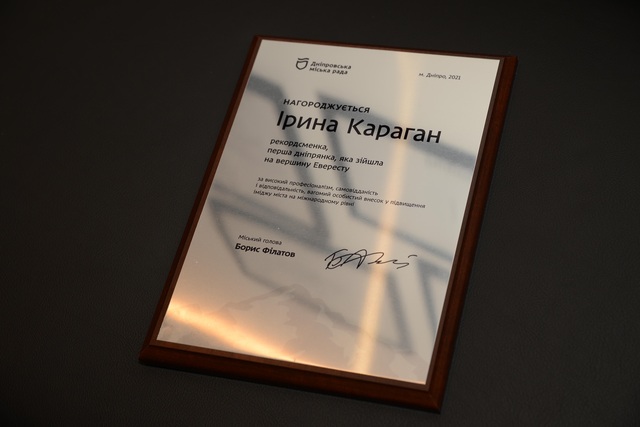 Дніпровська
міська рада
м. Дніпро, 2021
НАГОРОДЖУЄТЬСЯ
Ірина Караган
рекордсменка,
перша дніпрянка, яка зійшла
на вершину Евересту
за високий професіоналізм, самовідданість
і відповідальність, вагомий особистий внесок у підвищення
іміджу міста на міжнародному рівні
Міський голова
Борис Філатов